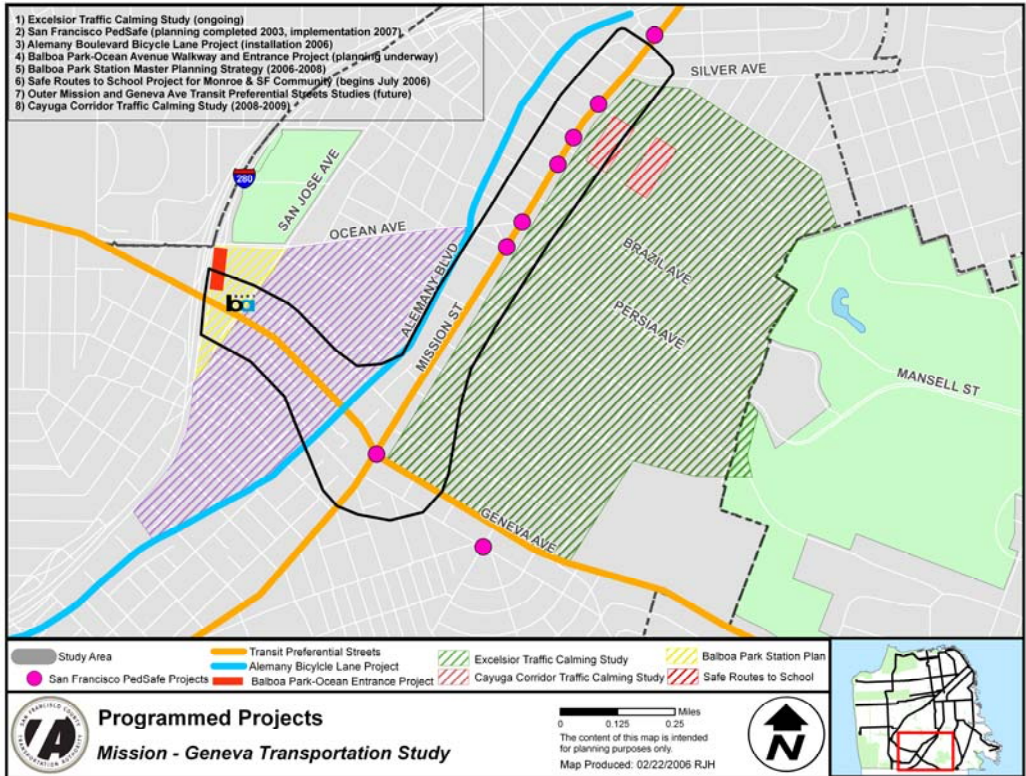 1) Excelsior Traffic Calming Study (ongoing)
2) San Francisco PedSafe (planning completed 2003, implementation 2007)
3) Alemany Boulevard Bicycle Lane Project (installation 2006)
4) Balboa Park-Ocean Avenue Walkway and Entrance Project (planning underway)
5) Balboa Park Station Master Planning Strategy (2006-2008)
6) Safe Routes to School Project for Monroe & SF Community (begins July 2006)
7) Outer Mission and Geneva Ave Transit Preferential Streets Studies (future)
8) Cayuga Corridor Traffic Calming Study (2008-2009)
SILVER AVE
280
SAN JOSE AVE
OCEAN AVE
ALEMANY BLVD
MISSION ST
BRAZIL AVE
PERSIA AVE
MANSELL ST
ba
GENEVA AVE
Study Area
San Francisco PedSafe Projects
Transit Preferential Streets
Alemany Bicylcle Lane Project
Balboa Park-Ocean Entrance Project
Excelsior Traffic Calming Study
Cayuga Corridor Traffic Calming Study
Balboa Park Station Plan
Safe Routes to School
SAN FRANCISCO COUNTY
TRANSPORTATION AUTHORITY
Programmed Projects
Mission - Geneva Transportation Study
Miles
0 0.125 0.25
The content of this map is intended
for planning purposes only.
Map Produced: 02/22/2006 RJH
N